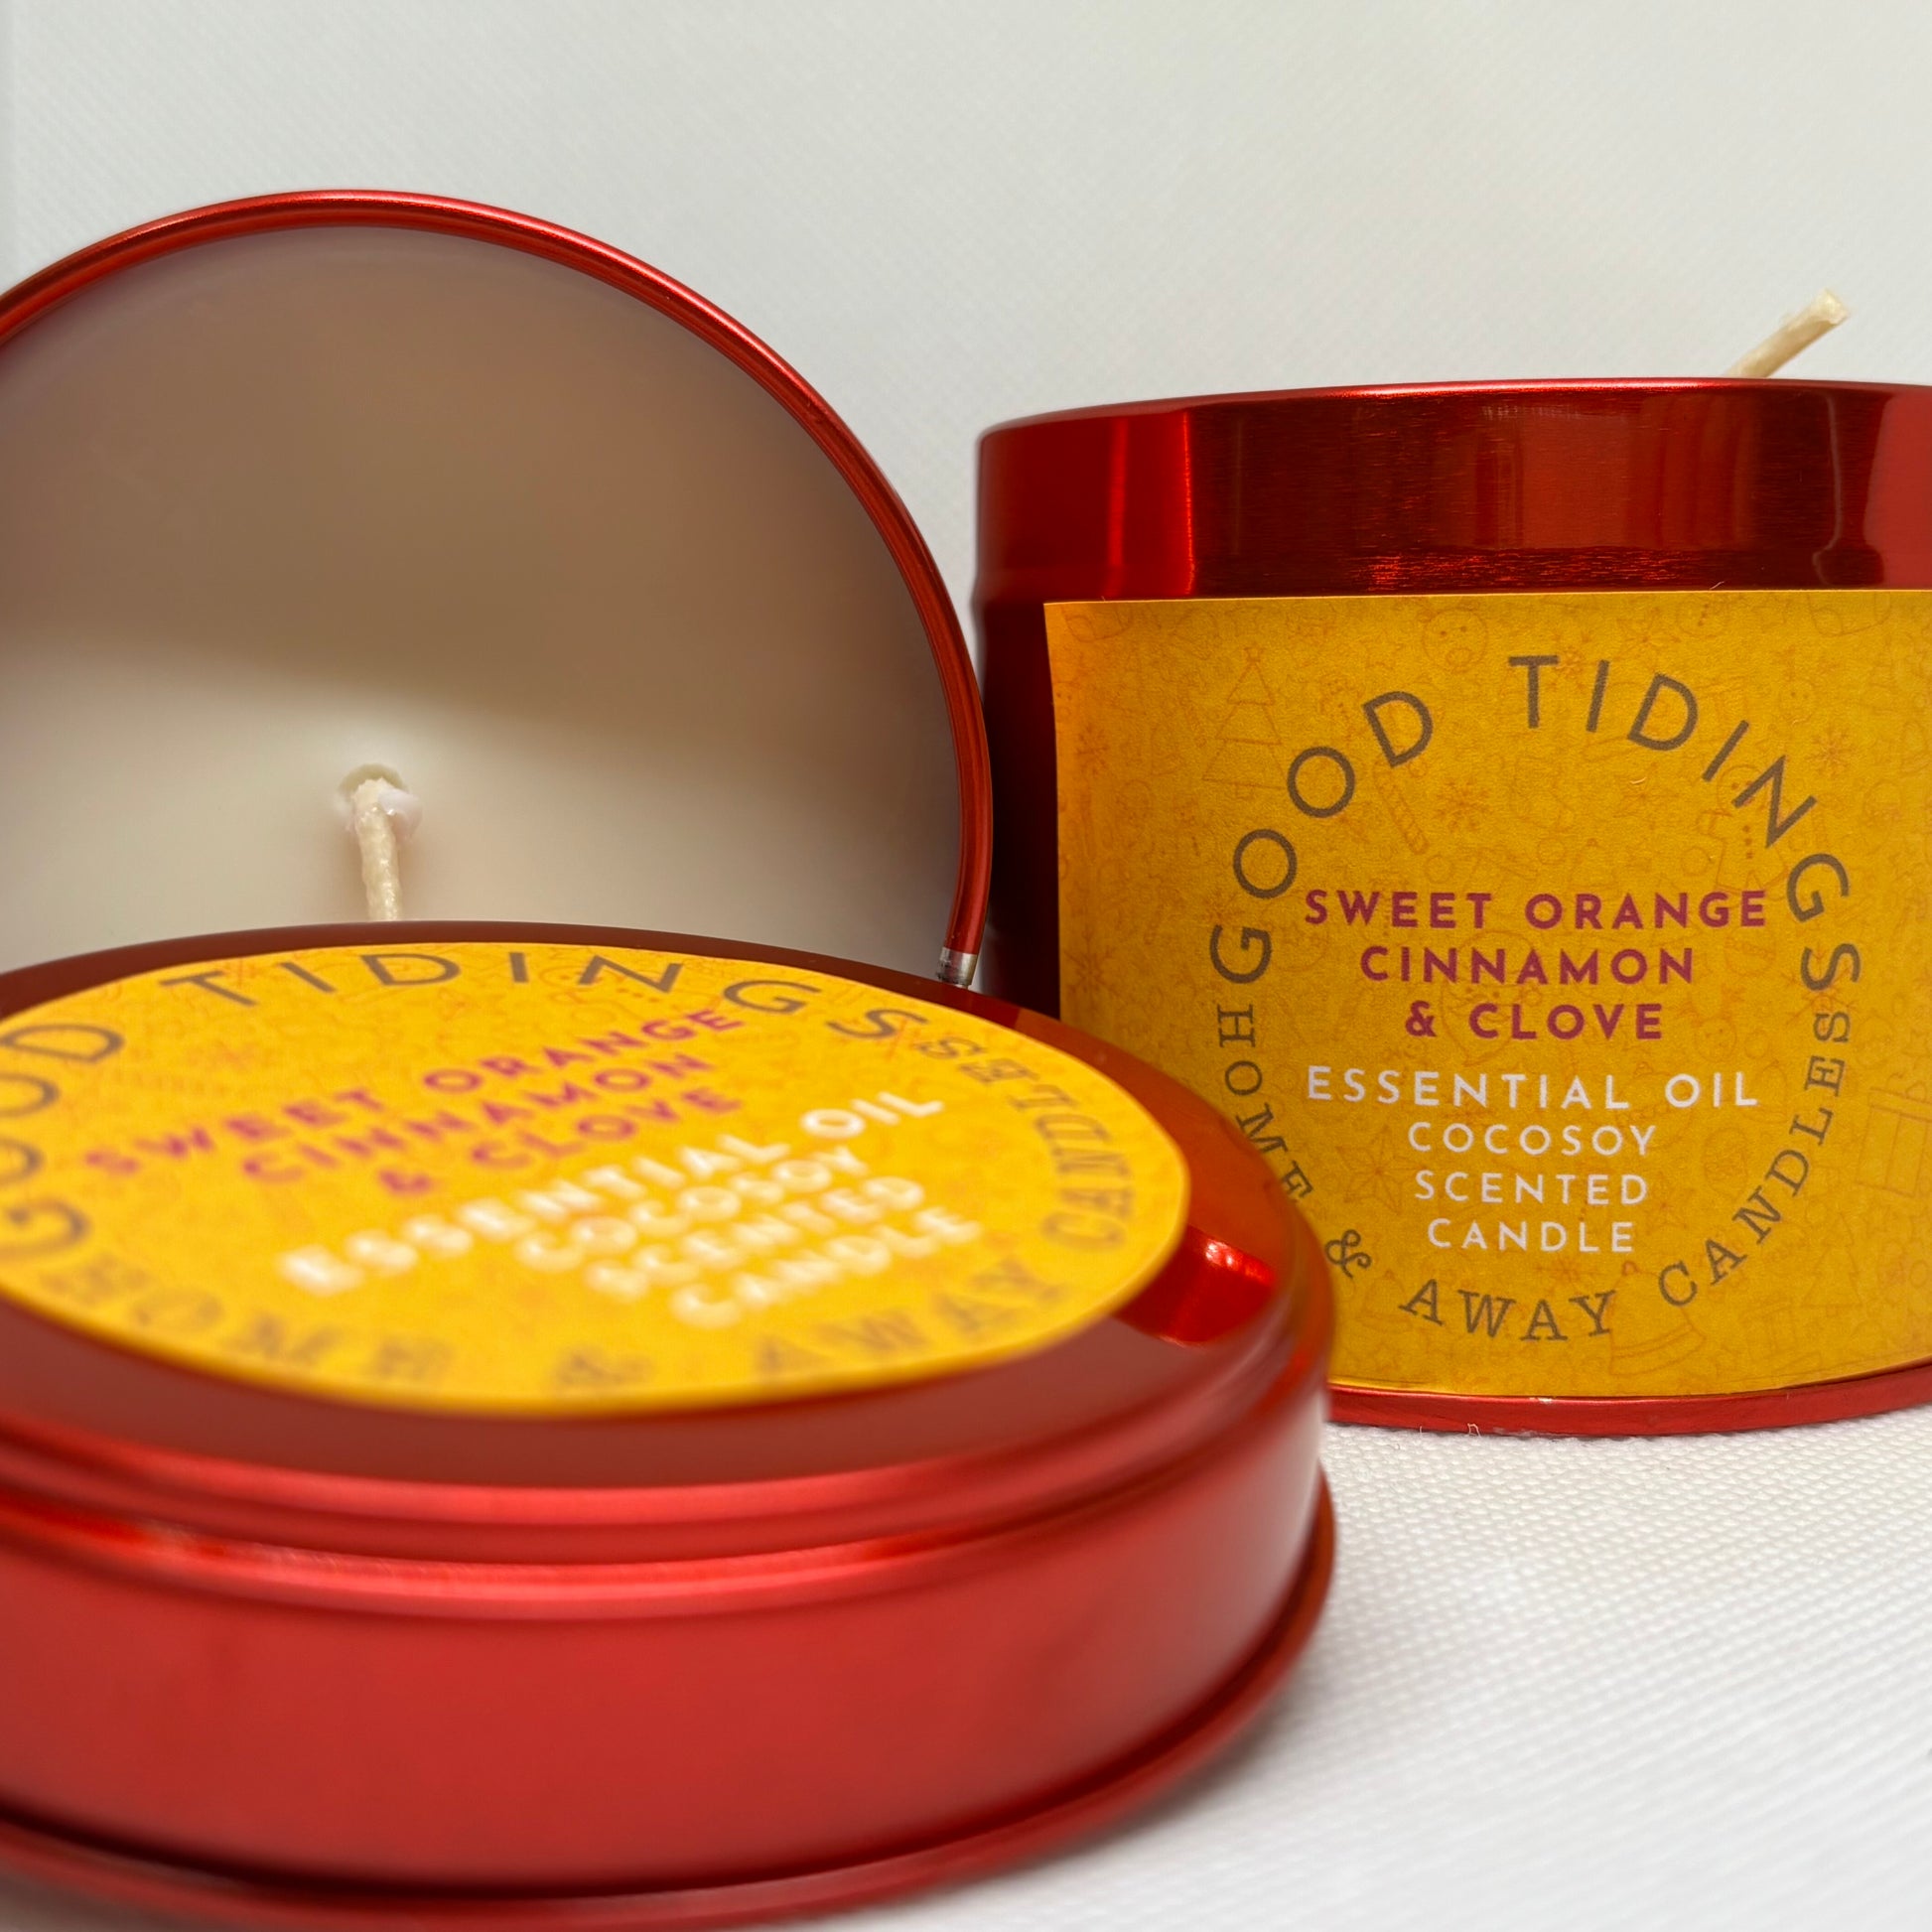 GOOD TIDINGS
SWEET ORANGE
CINNAMON
& CLOVE
ESSENTIAL OIL
COCOSOY
SCENTED
CANDLE
HOME & AWAY CANDLES
GOOD TIDINGS
SWEET ORANGE
CINNAMON
& CLOVE
ESSENTIAL OIL
COCOSOY
SCENTED
CANDLE
HOME & AWAY CANDLES